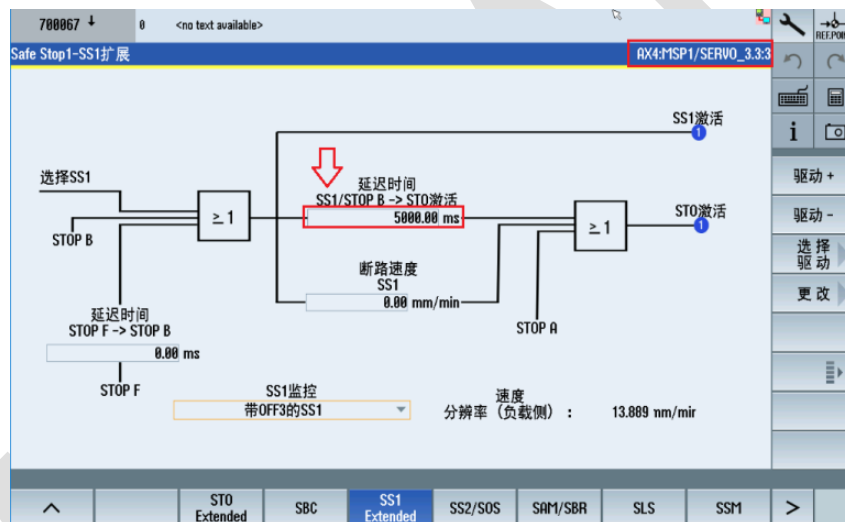 700067 ↓ 0 <no text available>
REF.POIN
Safe Stop1-SS1扩展 AX4:MSP1/SERVO_3.3:3
SS1激活
1
选择SS1
延迟时间
SS1/STOP B -> STO激活
5000.00 ms
≥1
≥1
STO激活
1
STOP B
断路速度
SS1
0.00 mm/min
STOP A
延迟时间
STOP F -> STOP B
0.00 ms
STOP F
SS1监控
带OFF3的SS1
速度
分辨率（负载侧）： 13.889 nm/mir
i
驱动 +
驱动 -
选择
驱动
更改
STO
Extended
SBC
SS1
Extended
SS2/SOS
SAM/SBR
SLS
SSM
>